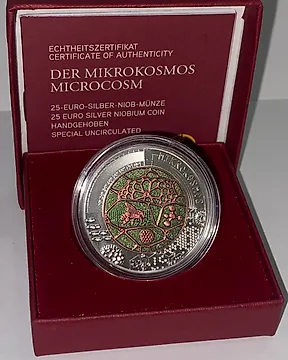 ECHTHEITSZERTIFIKAT
CERTIFICATE OF AUTHENTICITY
DER MIKROKOSMOS
MICROCOSM
25-EURO-SILBER-NIOB-MÜNZE
25 EURO SILVER NIOBIUM COIN
HANDGEHOBEN
SPECIAL UNCIRCULATED
MIKROKOSMOS